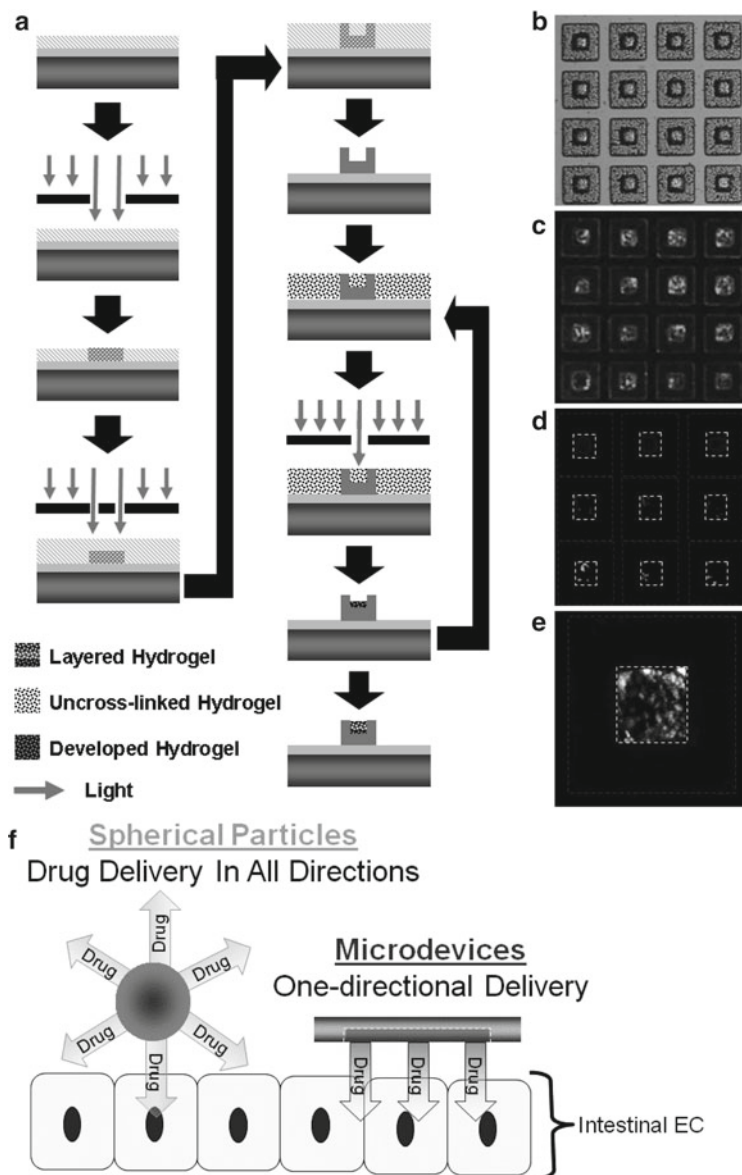 a
b
c
d
e
Layered Hydrogel
Uncross-linked Hydrogel
Developed Hydrogel
Light
f
Spherical Particles
Drug Delivery In All Directions
Drug
Drug
Drug
Drug
Drug
Drug
Microdevices
One-directional Delivery
Drug
Drug
Drug
Intestinal EC